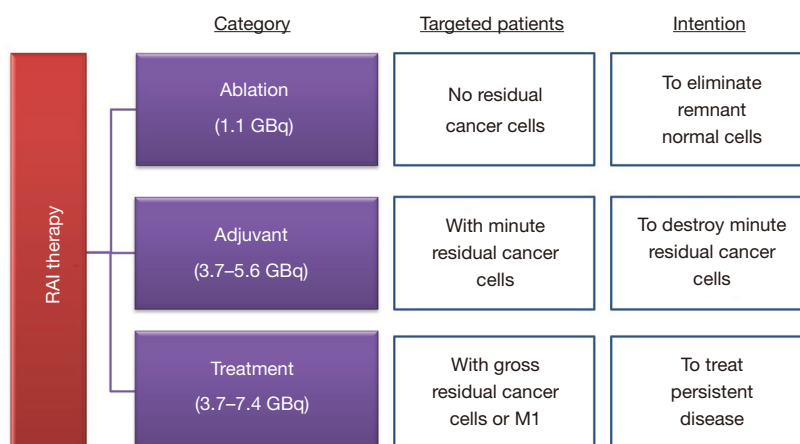 Category
Targeted patients
Intention
RAI therapy
Ablation
(1.1 GBq)
No residual
cancer cells
To eliminate
remnant
normal cells
Adjuvant
(3.7–5.6 GBq)
With minute
residual cancer
cells
To destroy minute
residual cancer
cells
Treatment
(3.7–7.4 GBq)
With gross
residual cancer
cells or M1
To treat
persistent
disease